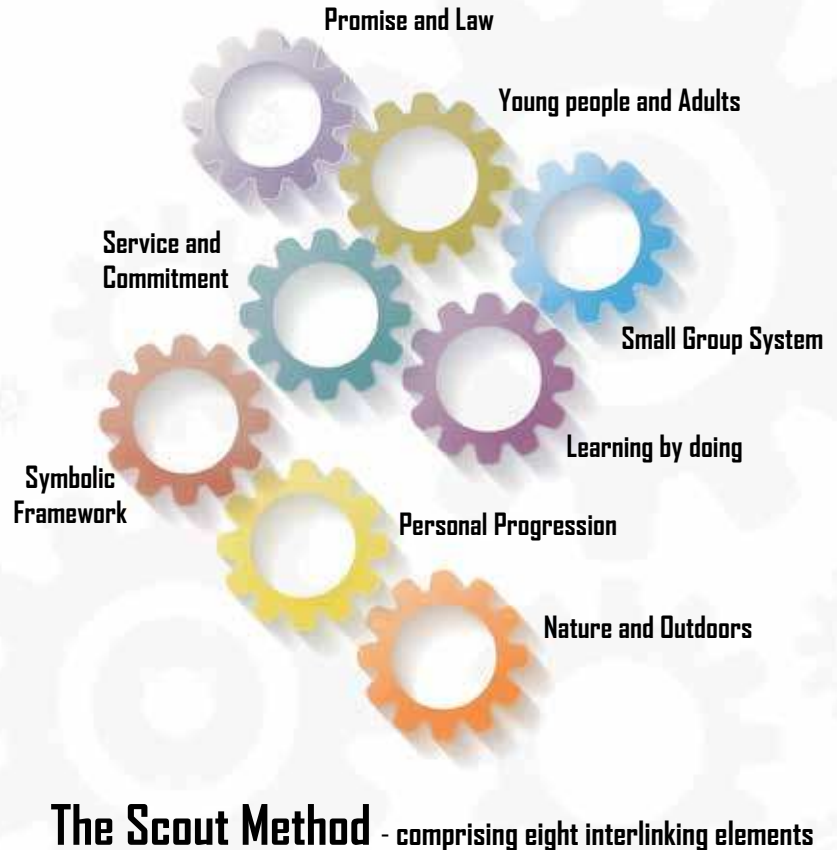 Promise and Law
Young people and Adults
Service and
Commitment
Small Group System
Learning by doing
Symbolic
Framework
Personal Progression
Nature and Outdoors
The Scout Method - comprising eight interlinking elements